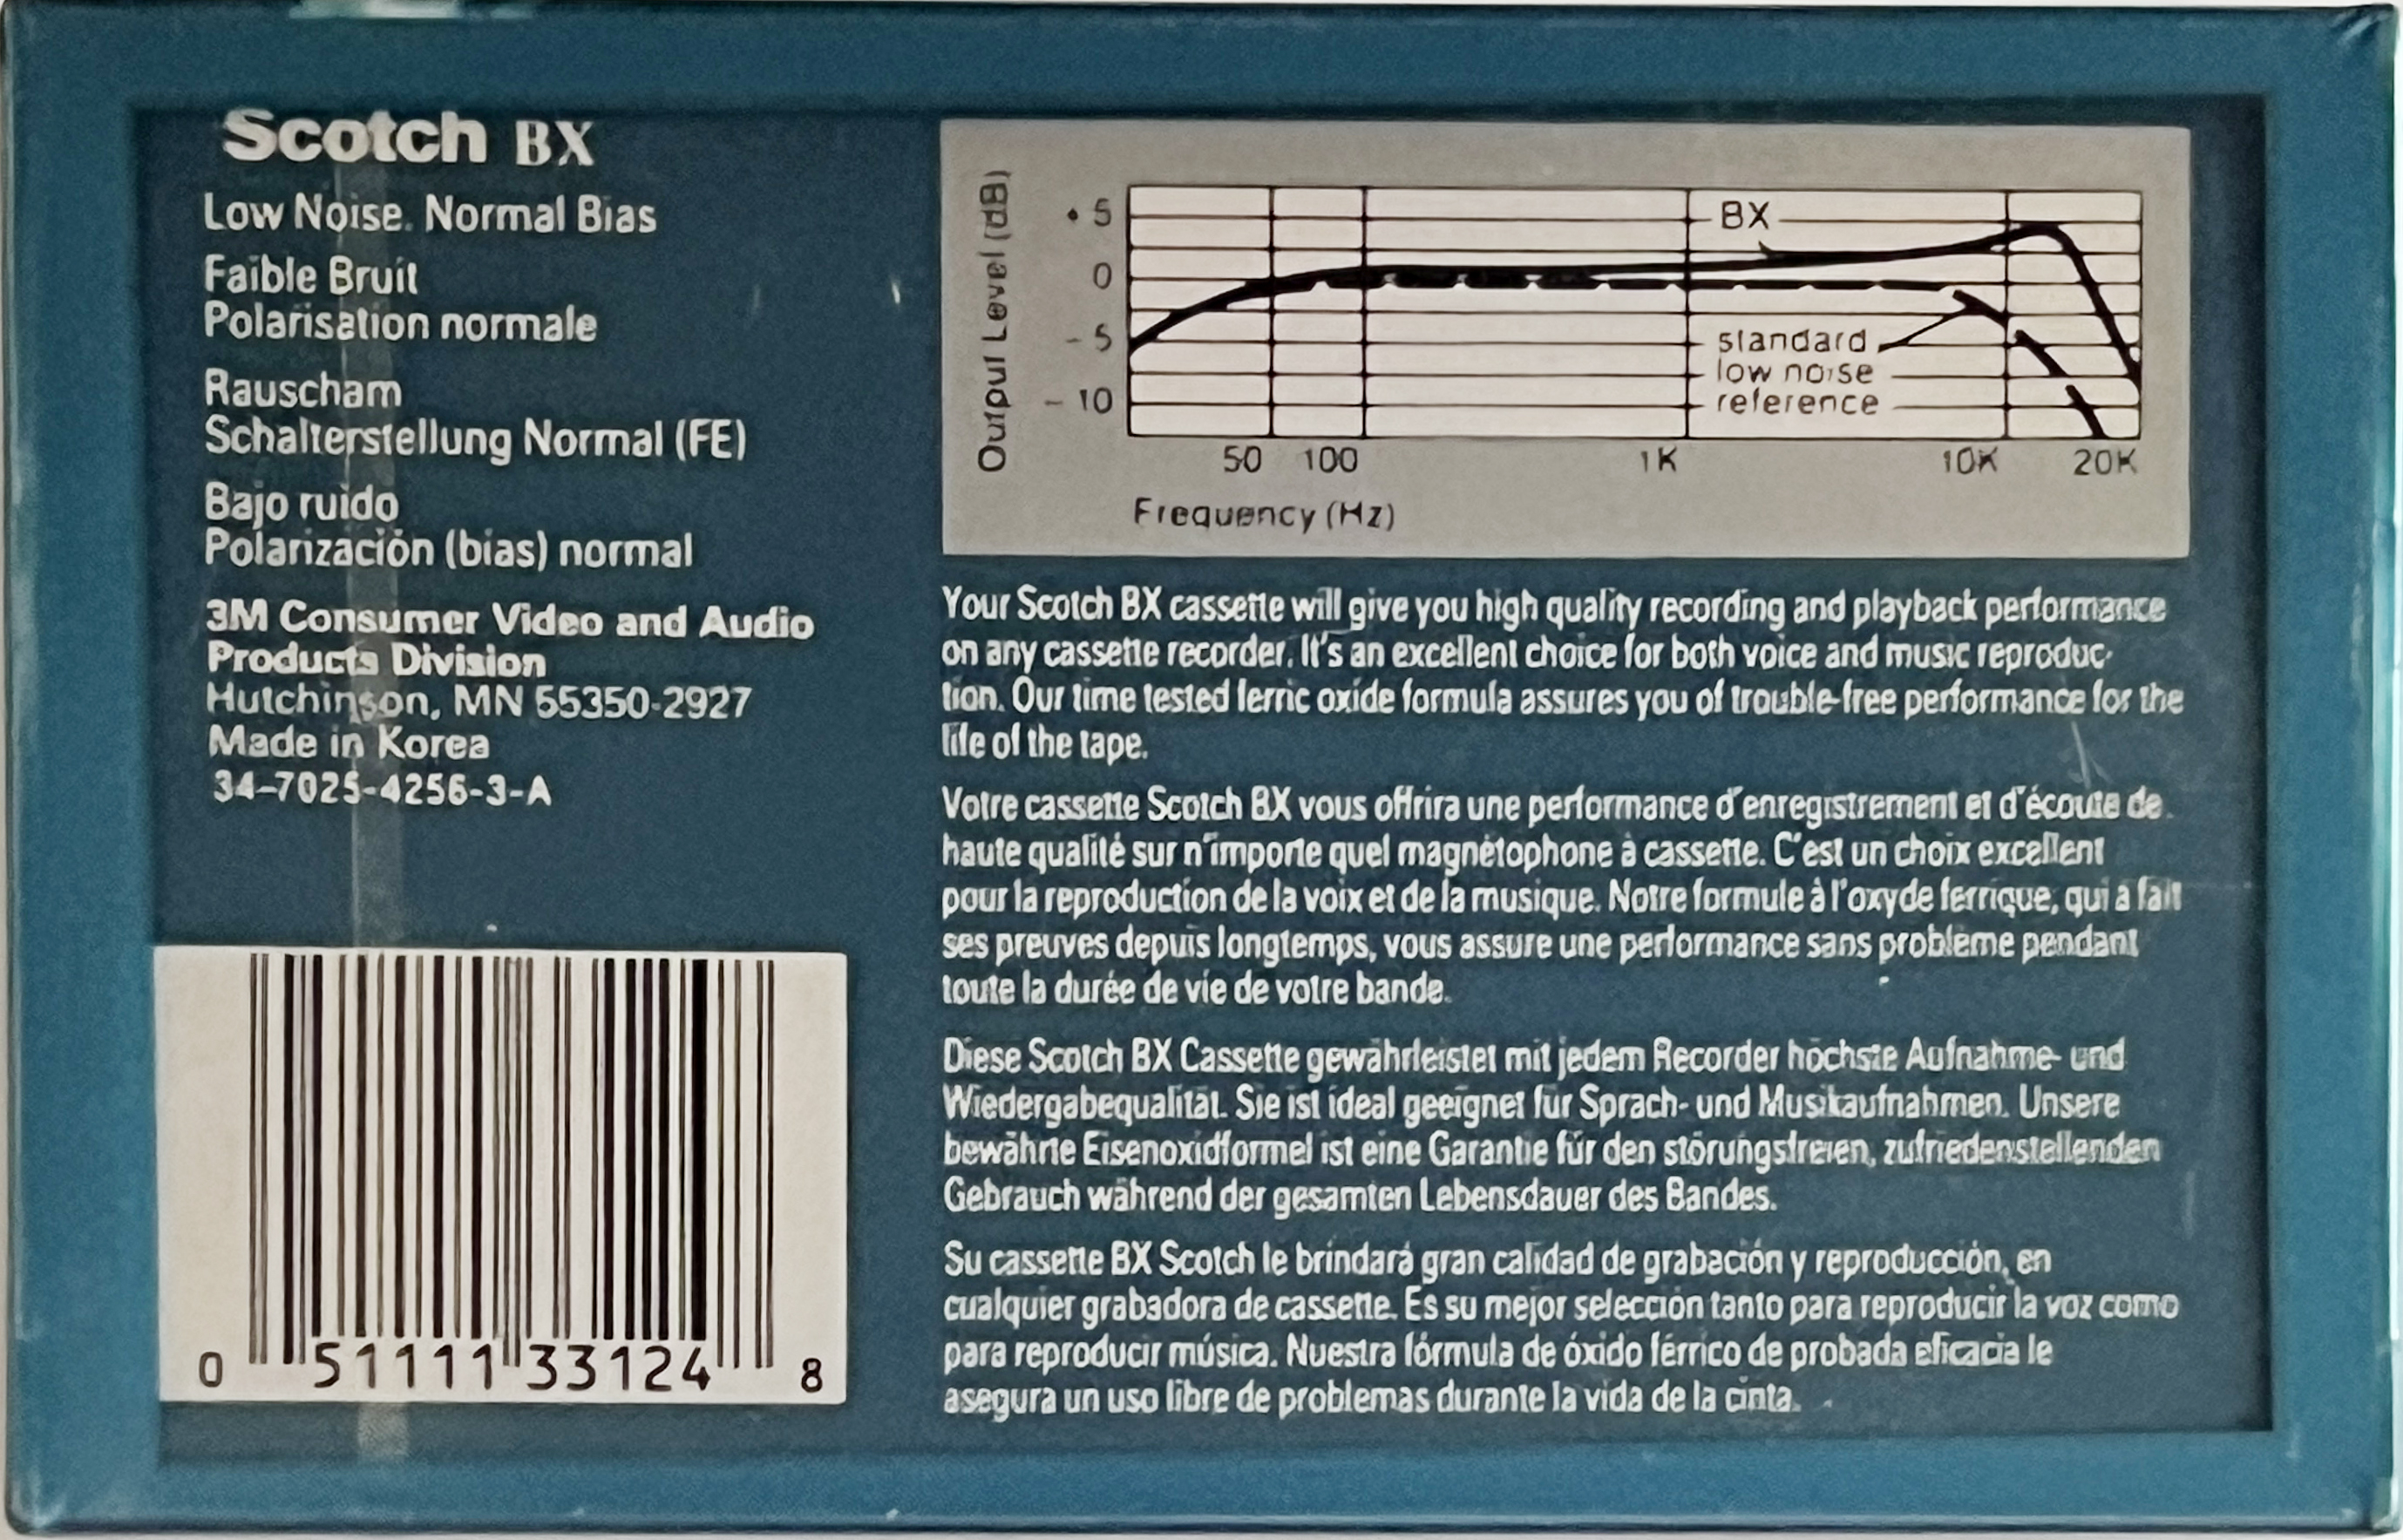 Scotch BX
Low Noise. Normal Bias
Faible Bruit
Polarisation normale
Rauscharm
Schalterstellung Normal (FE)
Bajo ruido
Polarización (bias) normal
3M Consumer Video and Audio
Products Division
Hutchinson, MN 55350-2927
Made in Korea
34-7025-4256-3-A
0 51111 33124 8
Output Level (dB)
+ 5
0
- 5
- 10
BX
standard
low noise
reference
50 100 1K 10K 20K
Frequency (Hz)
Your Scotch BX cassette will give you high quality recording and playback performance
on any cassette recorder. It's an excellent choice for both voice and music reproduc-
tion. Our time tested ferric oxide formula assures you of trouble-free performance for the
life of the tape.
Votre cassette Scotch BX vous offrira une performance d'enregistrement et d'écoute de
haute qualité sur n'importe quel magnétophone à cassette. C'est un choix excellent
pour la reproduction de la voix et de la musique. Notre formule à l'oxyde ferrique, qui a fait
ses preuves depuis longtemps, vous assure une performance sans problème pendant
toute la durée de vie de votre bande.
Diese Scotch BX Cassette gewährleistet mit jedem Recorder höchste Aufnahme- und
Wiedergabequalität. Sie ist ideal geeignet für Sprach- und Musikaufnahmen. Unsere
bewährte Eisenoxidformel ist eine Garantie für den störungsfreien, zufriedenstellenden
Gebrauch während der gesamten Lebensdauer des Bandes.
Su cassette BX Scotch le brindará gran calidad de grabación y reproducción, en
cualquier grabadora de cassette. Es su mejor selección tanto para reproducir la voz como
para reproducir música. Nuestra fórmula de óxido férrico de probada eficacia le
asegura un uso libre de problemas durante la vida de la cinta.